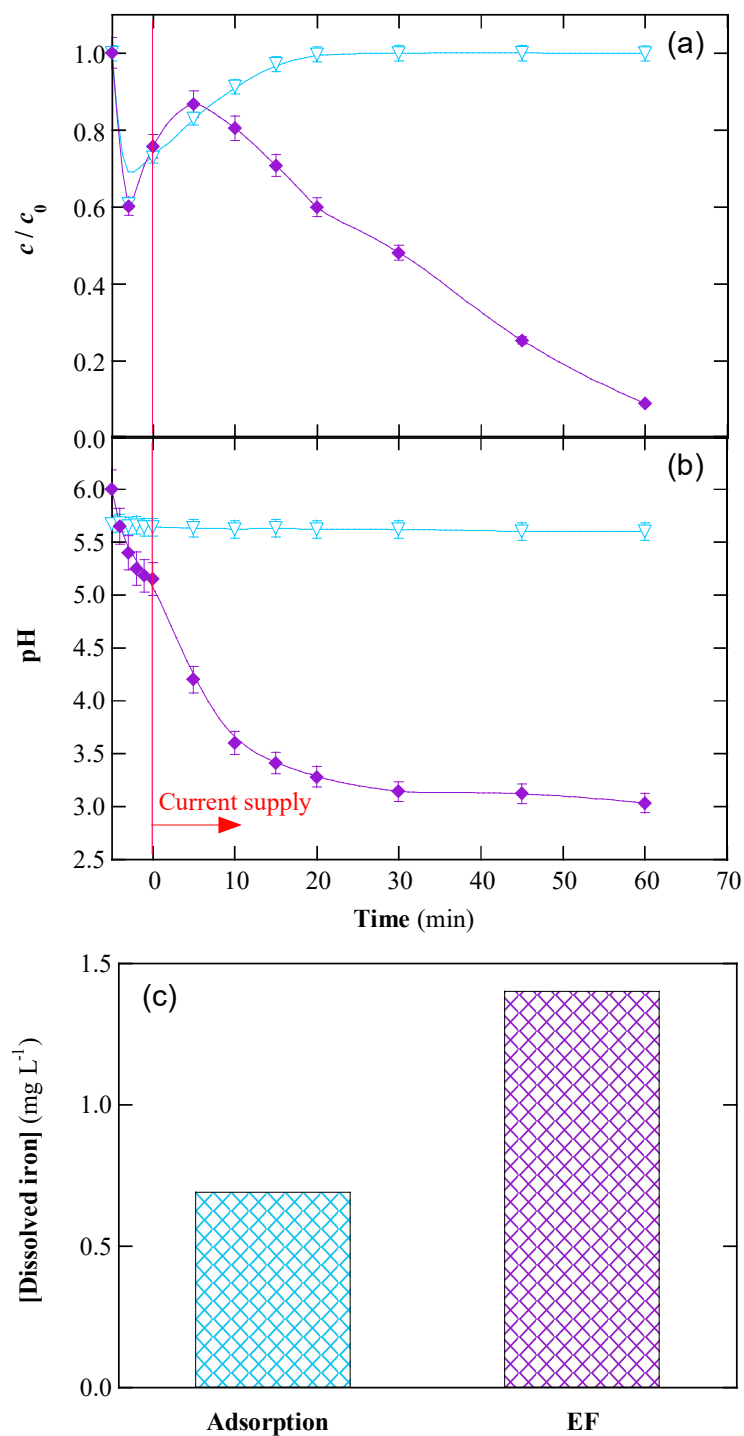 (a)
1.0
0.8
0.6
0.4
0.2
0.0
c / c₀
(b)
6.0
5.5
5.0
4.5
4.0
3.5
3.0
2.5
pH
Current supply
0 10 20 30 40 50 60 70
Time (min)
(c)
1.5
1.0
0.5
0.0
[Dissolved iron] (mg L⁻¹)
Adsorption EF